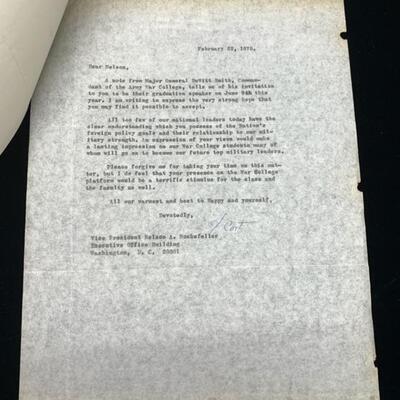 February 22, 1975.
Dear Nelson,
A note from Major General DeWitt Smith, Comman-
dant of the Army War College, tells me of his invitation
to you to be their graduation speaker on June 9th this
year. I am writing to express the very strong hope that
you may find it possible to accept.
All too few of our national leaders today have the
clear understanding which you possess of the Nation's
foreign policy goals and their relationship to our mil-
itary strength. An expression of your views would make
a lasting impression on our War College students many of
whom will go on to become our future top military leaders.
Please forgive me for taking your time on this mat-
ter, but I do feel that your presence on the War College
platform would be a terrific stimulus for the class and
the faculty as well.
All our warmest and best to Happy and yourself.
Devotedly,
Vice President Nelson A. Rockefeller
Executive Office Building
Washington, D. C. 20501